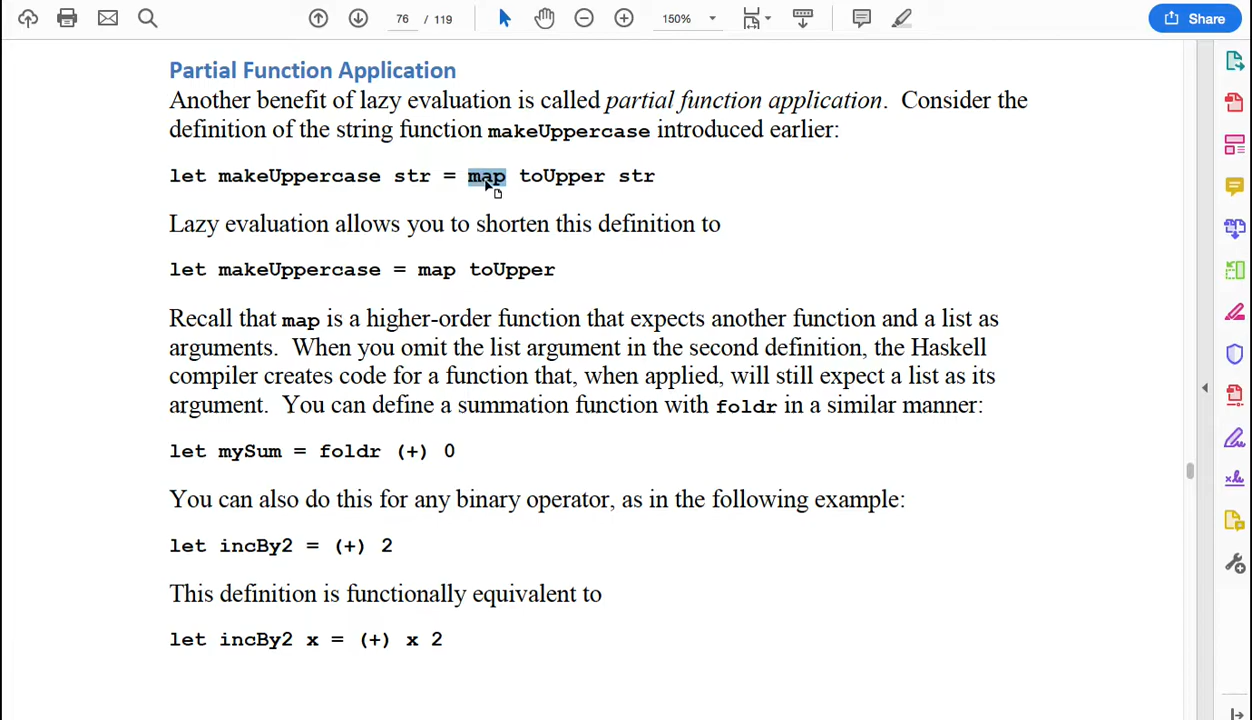 76 / 119
150%
Share
Partial Function Application
Another benefit of lazy evaluation is called partial function application. Consider the
definition of the string function makeUppercase introduced earlier:
let makeUppercase str = map toUpper str
Lazy evaluation allows you to shorten this definition to
let makeUppercase = map toUpper
Recall that map is a higher-order function that expects another function and a list as
arguments. When you omit the list argument in the second definition, the Haskell
compiler creates code for a function that, when applied, will still expect a list as its
argument. You can define a summation function with foldr in a similar manner:
let mySum = foldr (+) 0
You can also do this for any binary operator, as in the following example:
let incBy2 = (+) 2
This definition is functionally equivalent to
let incBy2 x = (+) x 2